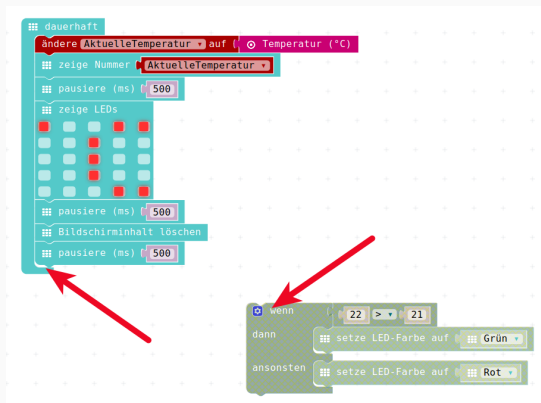 dauerhaft
ändere AktuelleTemperatur auf Temperatur (°C)
zeige Nummer AktuelleTemperatur
pausiere (ms) 500
zeige LEDs
pausiere (ms) 500
Bildschirminhalt löschen
pausiere (ms) 500
wenn 22 > 21
dann setze LED-Farbe auf Grün
ansonsten setze LED-Farbe auf Rot